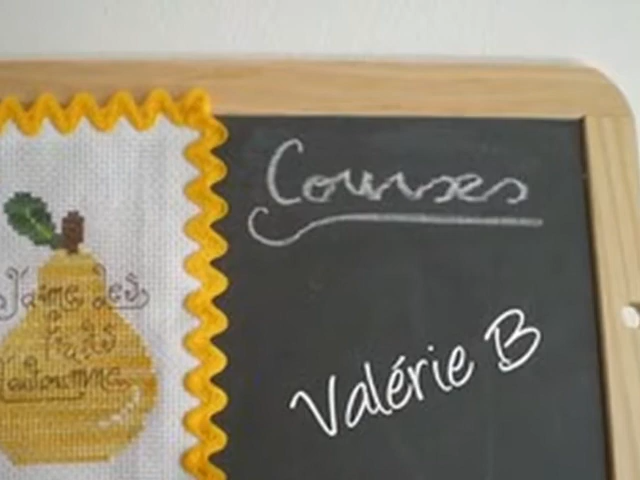 Courses
J'aime les
fruits
d'automne
Valérie B